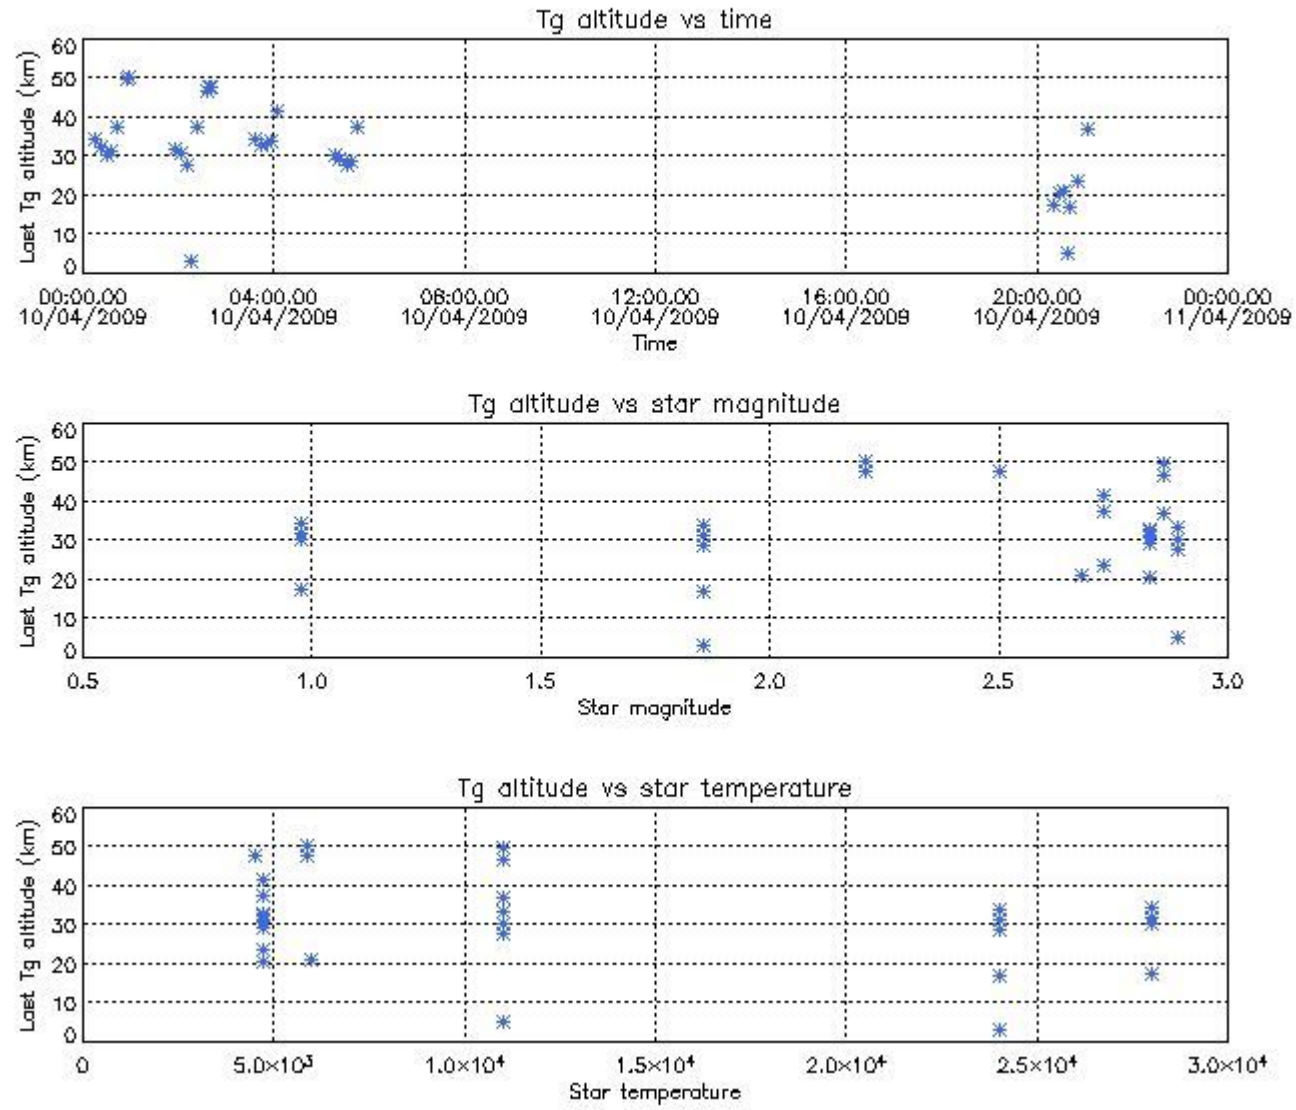 Tg altitude vs time
Last Tg altitude (km)
60
50
40
30
20
10
0
00:00.00 04:00.00 08:00.00 12:00.00 16:00.00 20:00.00 00:00.00
10/04/2009 10/04/2009 10/04/2009 10/04/2009 10/04/2009 10/04/2009 11/04/2009
Time
Tg altitude vs star magnitude
Last Tg altitude (km)
60
50
40
30
20
10
0
0.5 1.0 1.5 2.0 2.5 3.0
Star magnitude
Tg altitude vs star temperature
Last Tg altitude (km)
60
50
40
30
20
10
0
0 5.0×10³ 1.0×10⁴ 1.5×10⁴ 2.0×10⁴ 2.5×10⁴ 3.0×10⁴
Star temperature